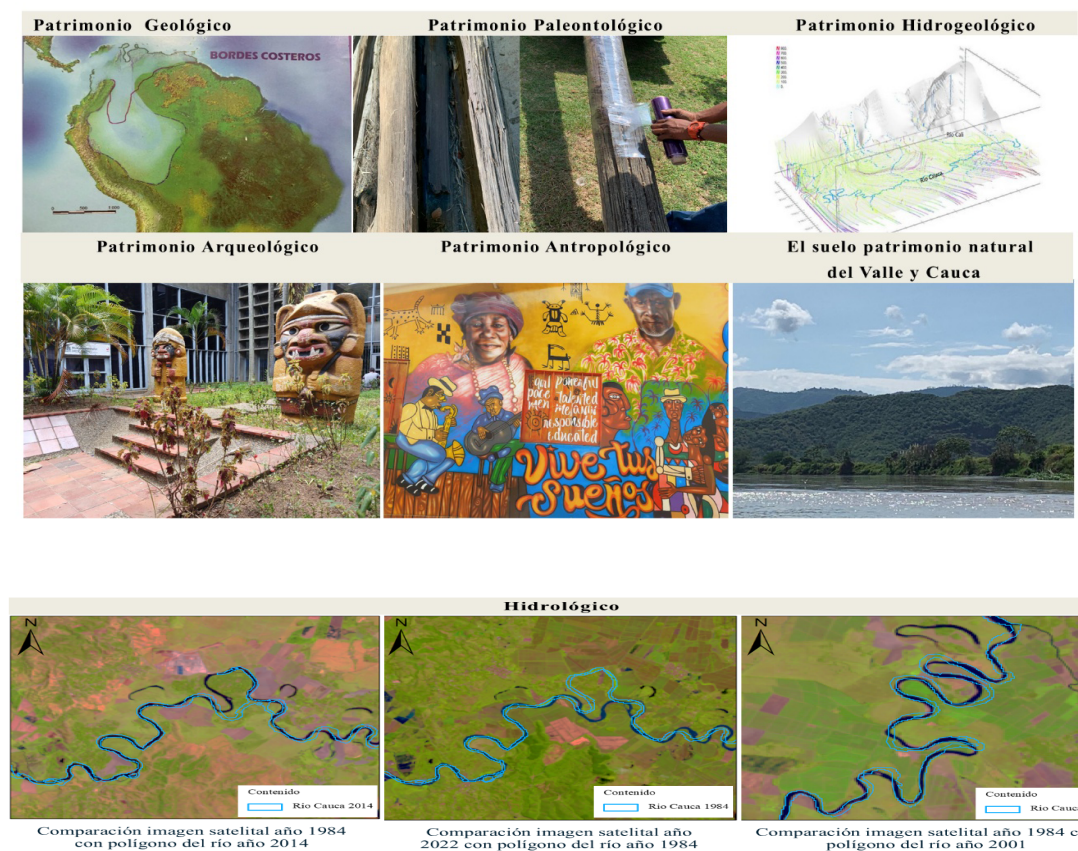 Patrimonio Geológico
Patrimonio Paleontológico
Patrimonio Hidrogeológico
BORDES COSTEROS
Río Cali
Río Cauca
Patrimonio Arqueológico
Patrimonio Antropológico
El suelo patrimonio natural
del Valle y Cauca
powerful
talented
responsible
educated
Vive Tus
Sueños
Hidrológico
N
N
N
Contenido
Rio Cauca 2014
Contenido
Rio Cauca 1984
Contenido
Rio Cauca
Comparación imagen satelital año 1984
con polígono del río año 2014
Comparación imagen satelital año
2022 con polígono del río año 1984
Comparación imagen satelital año 1984 c
polígono del río año 2001